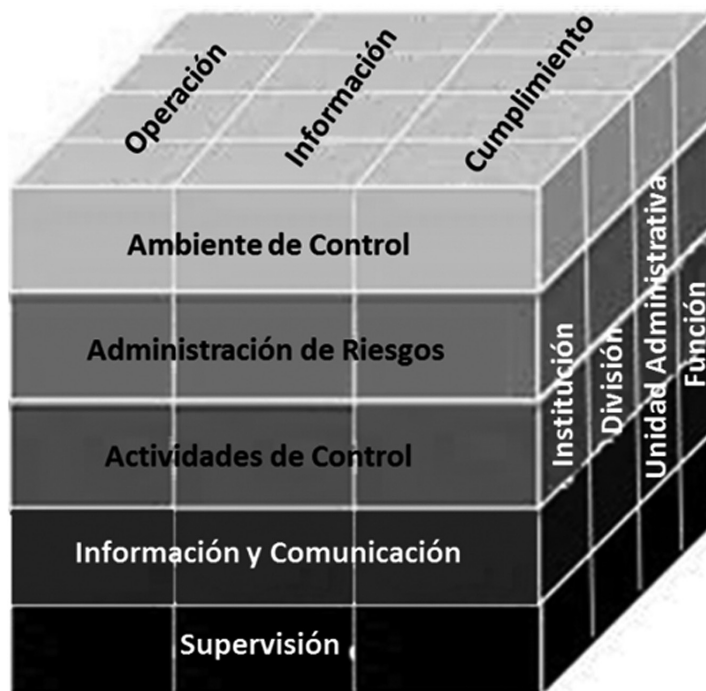 Operación
Información
Cumplimiento
Ambiente de Control
Administración de Riesgos
Actividades de Control
Información y Comunicación
Supervisión
Institución
División
Unidad Administrativa
Función